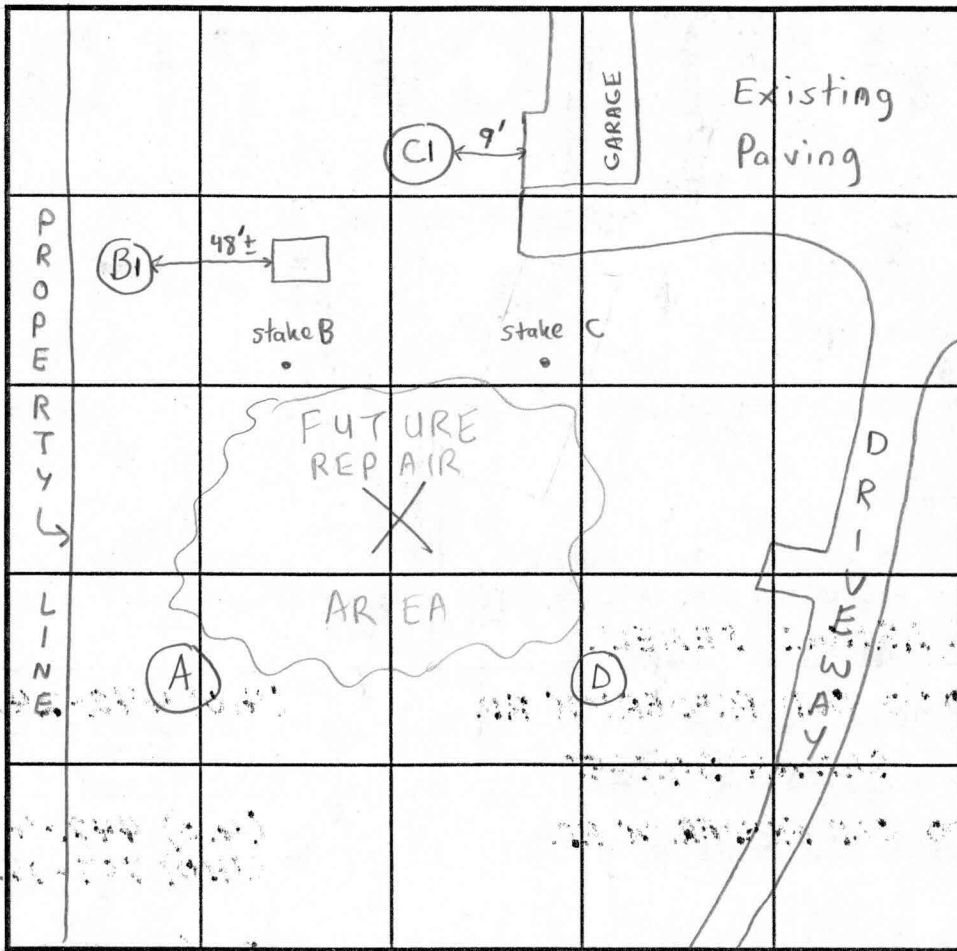 GARAGE
Existing
Paving
C1
9'
B1
48'±
stake B
stake C
PROPERTY
LINE
FUTURE
REPAIR
X
AREA
A
D
DRIVEWAY